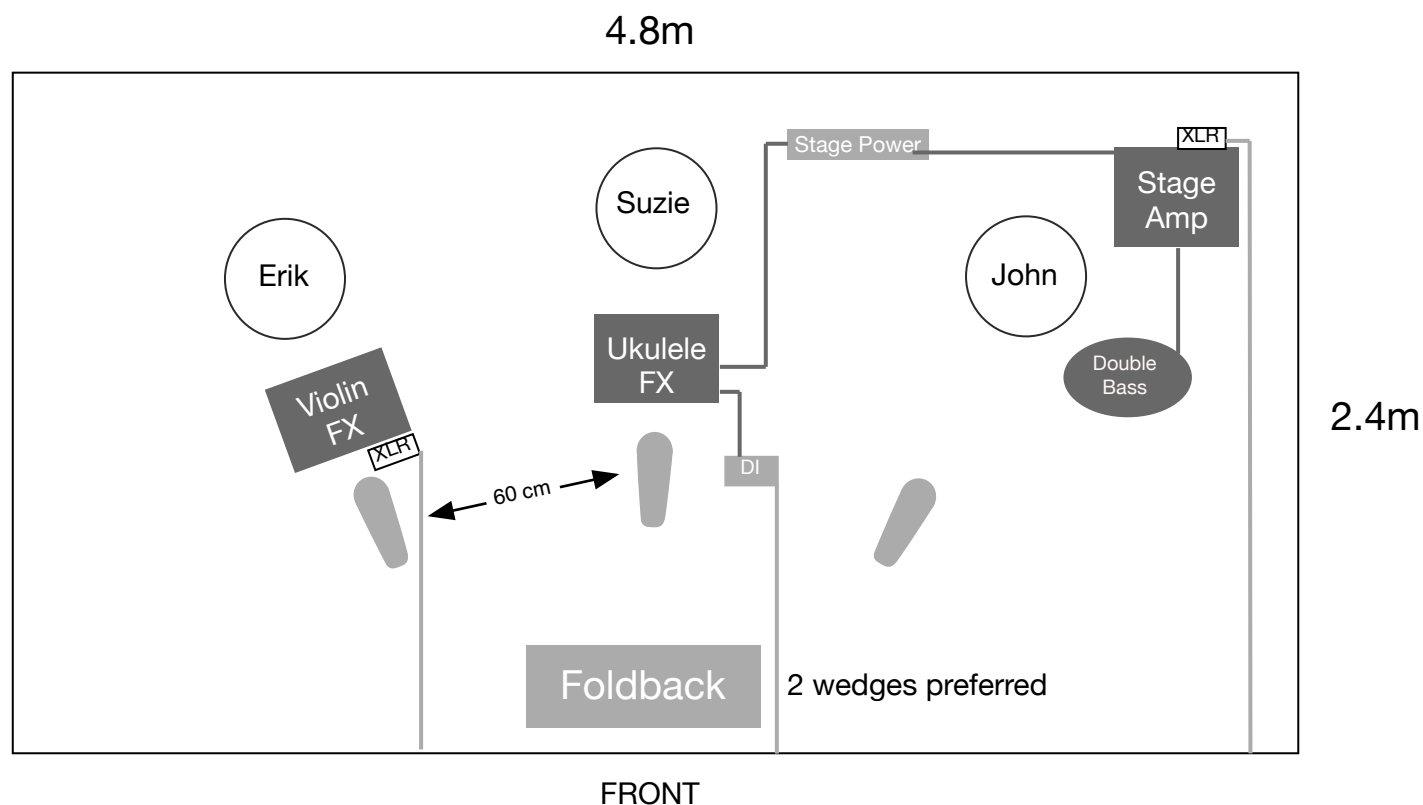 4.8m
Stage Power
XLR
Stage
Amp
Suzie
Erik
John
Ukulele
FX
Double
Bass
Violin
FX
XLR
2.4m
DI
60 cm
Foldback
2 wedges preferred
FRONT